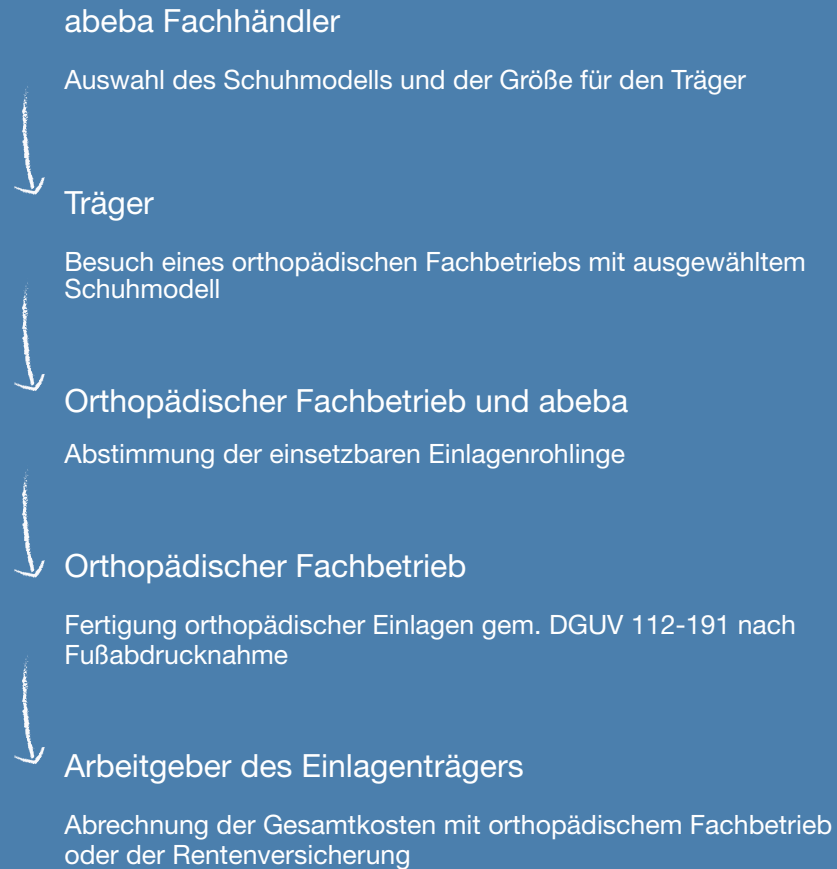 abeba Fachhändler
Auswahl des Schuhmodells und der Größe für den Träger
Träger
Besuch eines orthopädischen Fachbetriebs mit ausgewähltem
Schuhmodell
Orthopädischer Fachbetrieb und abeba
Abstimmung der einsetzbaren Einlagenrohlinge
Orthopädischer Fachbetrieb
Fertigung orthopädischer Einlagen gem. DGUV 112-191 nach
Fußabdrucknahme
Arbeitgeber des Einlagenträgers
Abrechnung der Gesamtkosten mit orthopädischem Fachbetrieb
oder der Rentenversicherung